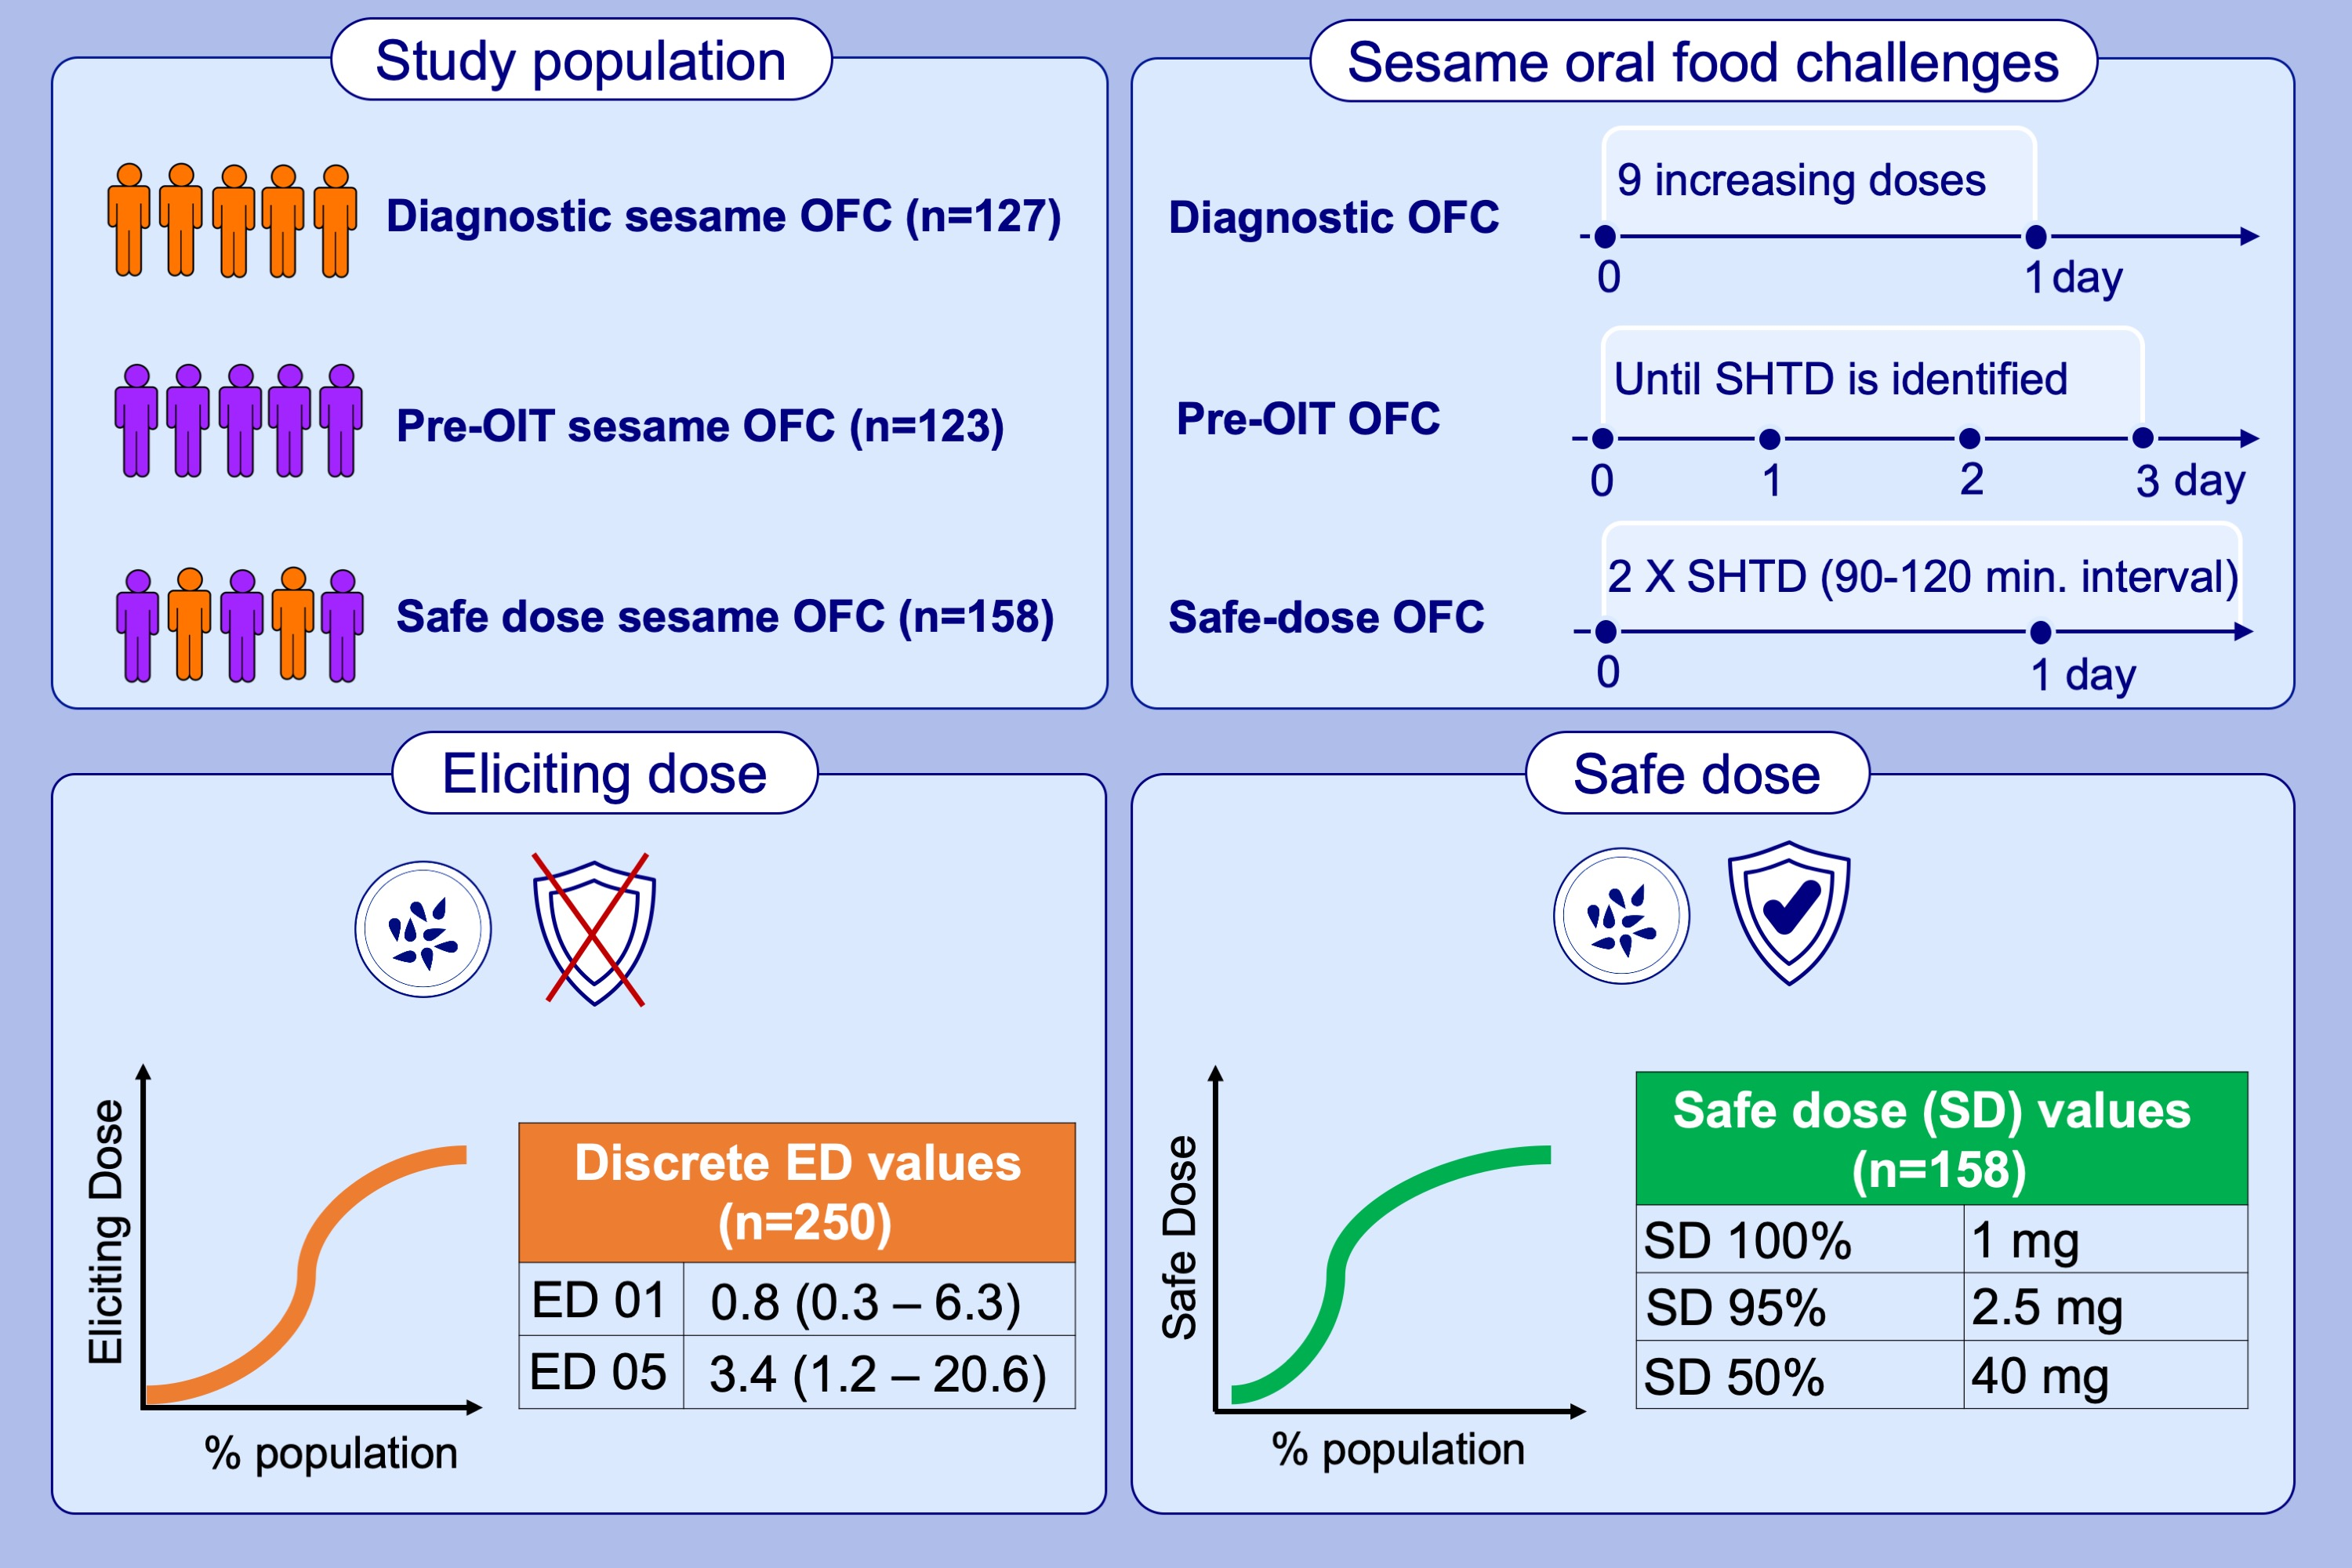 Study population
Diagnostic sesame OFC (n=127)
Pre-OIT sesame OFC (n=123)
Safe dose sesame OFC (n=158)
Sesame oral food challenges
Diagnostic OFC
9 increasing doses
0
1 day
Pre-OIT OFC
Until SHTD is identified
0 1 2 3 day
Safe-dose OFC
2 X SHTD (90-120 min. interval)
0
1 day
Eliciting dose
Eliciting Dose
% population
Discrete ED values
(n=250)
ED 01 0.8 (0.3 – 6.3)
ED 05 3.4 (1.2 – 20.6)
Safe dose
Safe Dose
% population
Safe dose (SD) values
(n=158)
SD 100% 1 mg
SD 95% 2.5 mg
SD 50% 40 mg